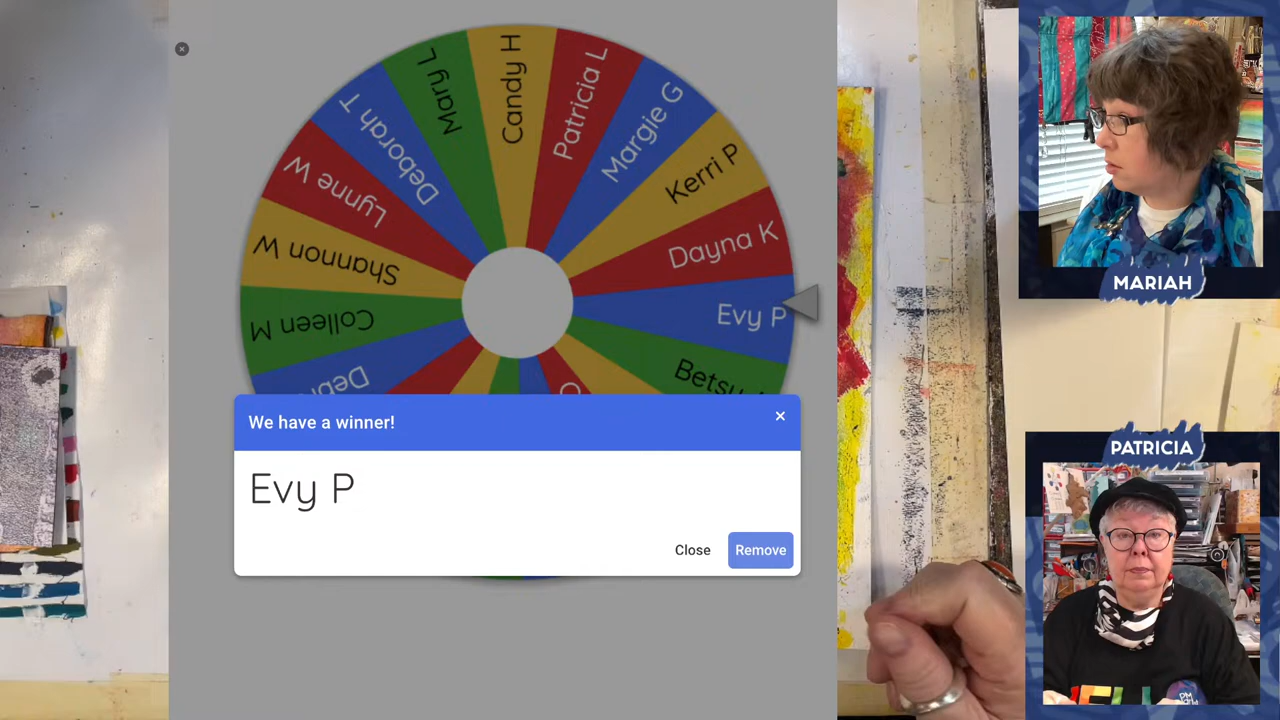 Mary L
Candy H
Patricia L
Margie G
Kerri P
Dayna K
Evy P
Deborah T
Lynne W
Shannon W
Colleen M
We have a winner!
×
Evy P
Close
Remove
MARIAH
PATRICIA